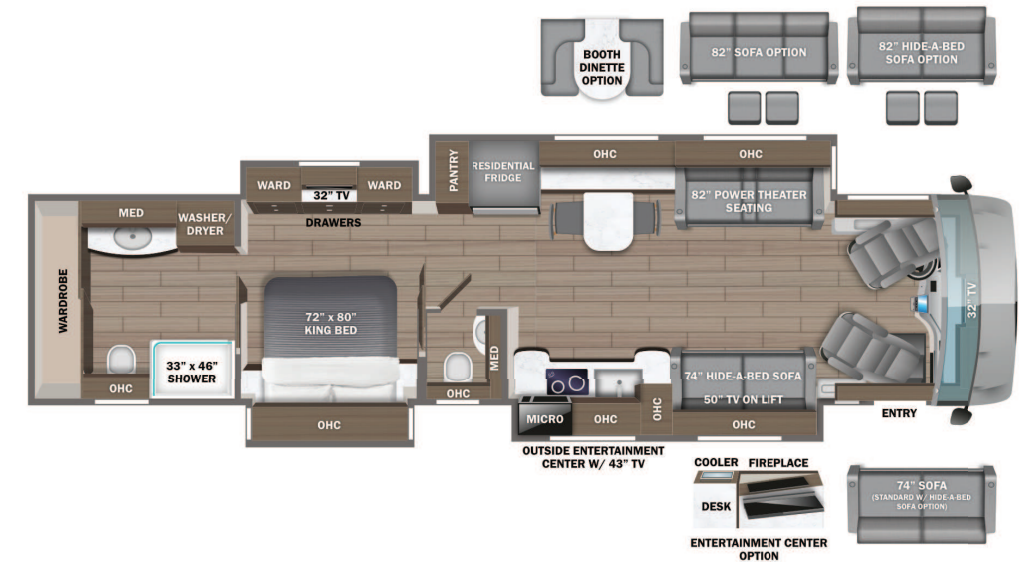 BOOTH
DINETTE
OPTION
82” SOFA OPTION
82” HIDE-A-BED
SOFA OPTION
PANTRY
RESIDENTIAL
FRIDGE
OHC
OHC
WARD
32” TV
WARD
DRAWERS
82” POWER THEATER
SEATING
MED
WASHER/
DRYER
WARDROBE
72” x 80”
KING BED
32” TV
33” x 46”
SHOWER
OHC
MED
OHC
OHC
74” HIDE-A-BED SOFA
50” TV ON LIFT
MICRO
OHC
OHC
OHC
ENTRY
OUTSIDE ENTERTAINMENT
CENTER W/ 43” TV
COOLER
FIREPLACE
DESK
ENTERTAINMENT CENTER
OPTION
74” SOFA
(STANDARD W/ HIDE-A-BED
SOFA OPTION)